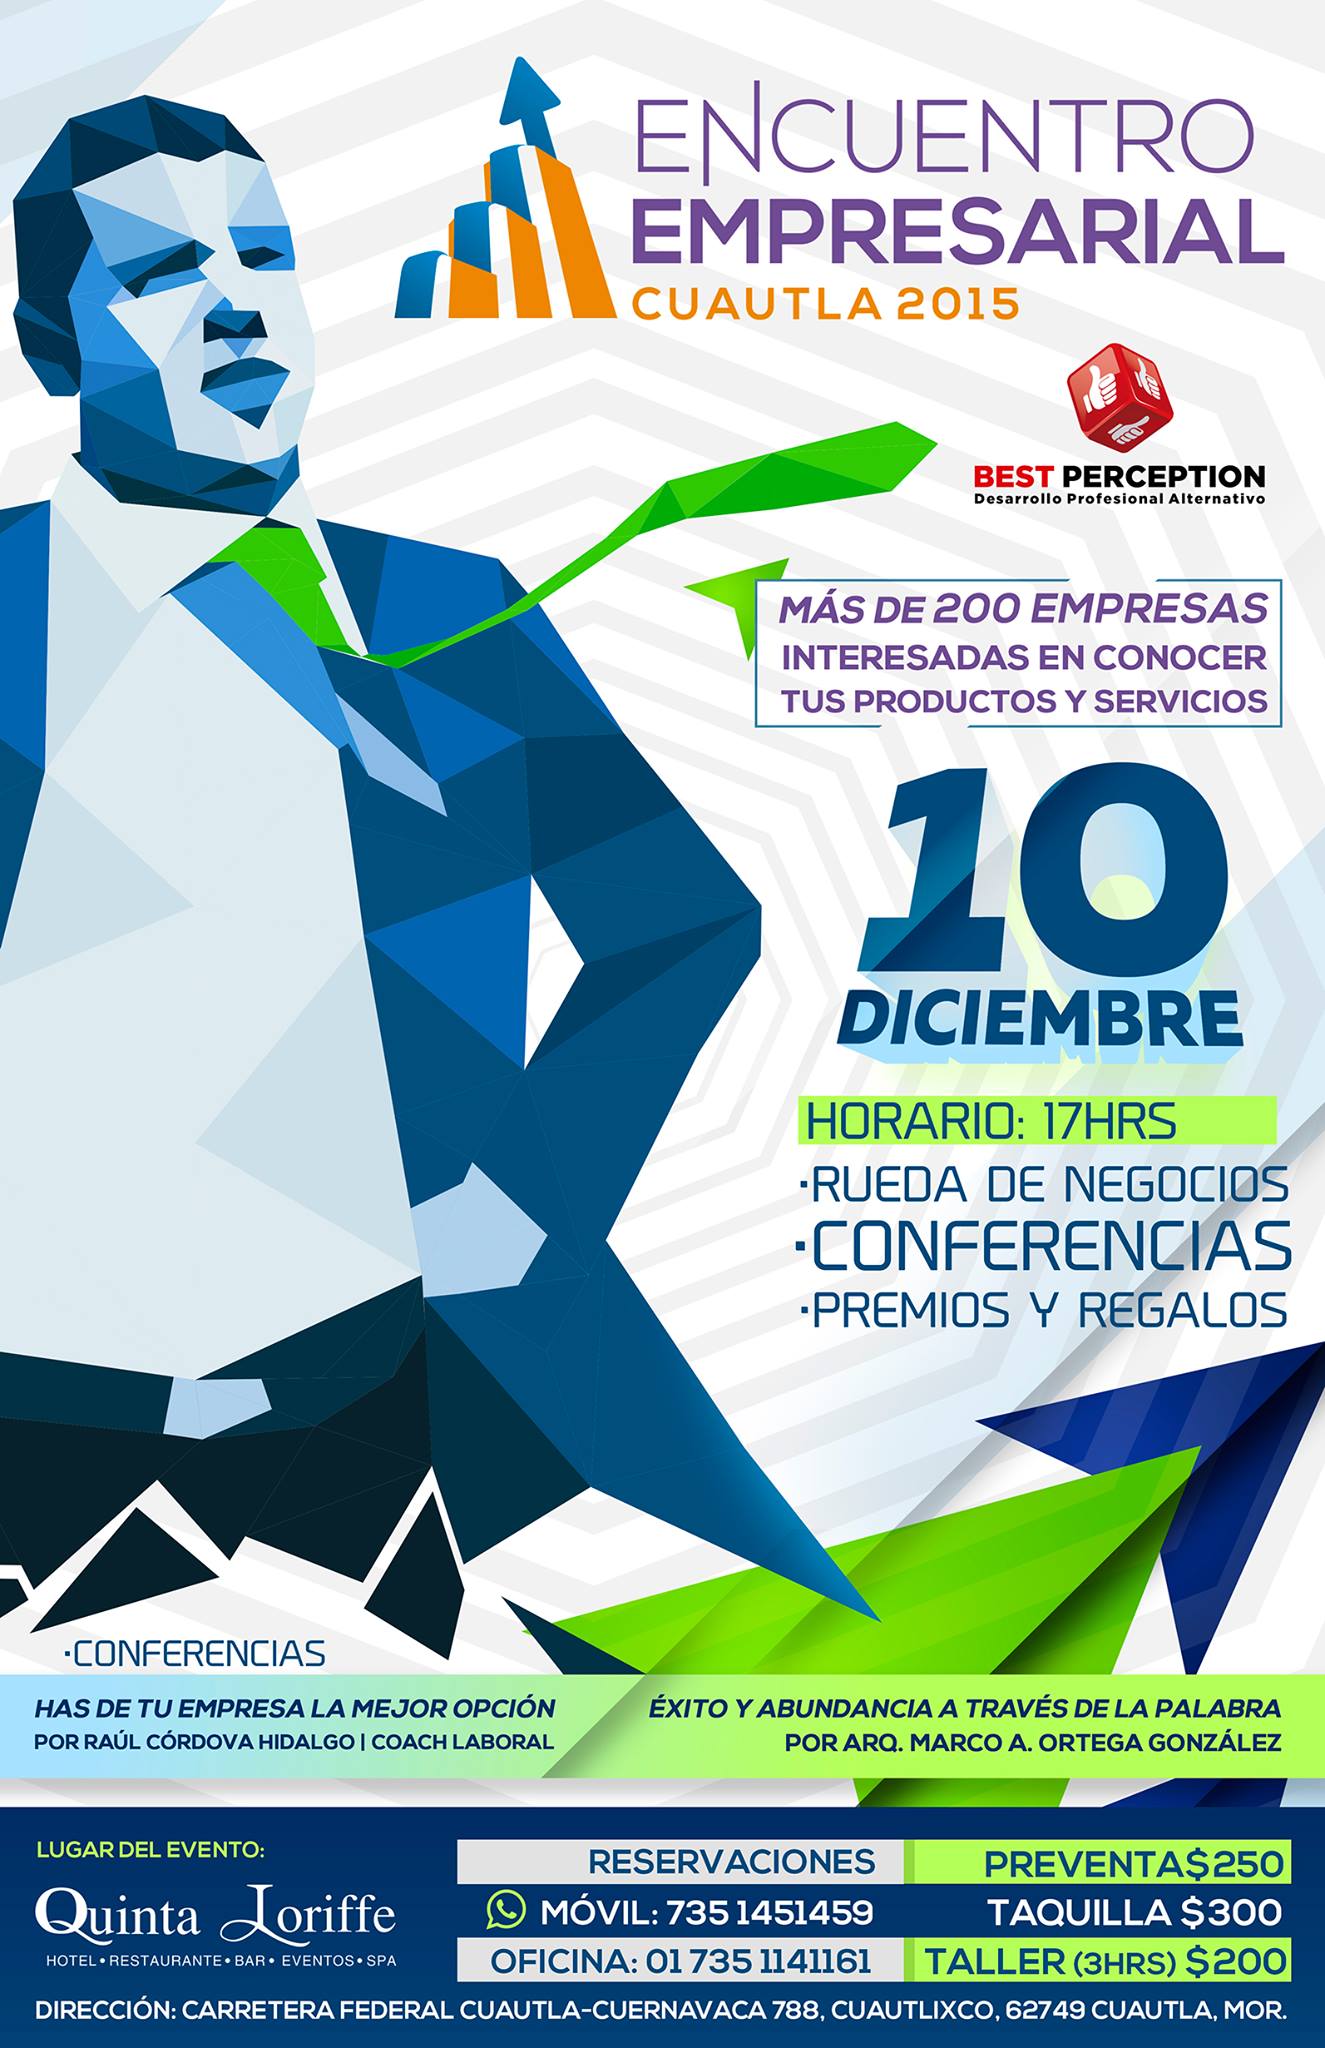 ENCUENTRO
EMPRESARIAL
CUAUTLA 2015
BEST PERCEPTION
Desarrollo Profesional Alternativo
MÁS DE 200 EMPRESAS
INTERESADAS EN CONOCER
TUS PRODUCTOS Y SERVICIOS
10
DICIEMBRE
HORARIO: 17HRS
·RUEDA DE NEGOCIOS
·CONFERENCIAS
·PREMIOS Y REGALOS
·CONFERENCIAS
HAS DE TU EMPRESA LA MEJOR OPCIÓN
POR RAÚL CÓRDOVA HIDALGO | COACH LABORAL
ÉXITO Y ABUNDANCIA A TRAVÉS DE LA PALABRA
POR ARQ. MARCO A. ORTEGA GONZÁLEZ
LUGAR DEL EVENTO:
Quinta Loriffe
HOTEL • RESTAURANTE • BAR • EVENTOS • SPA
RESERVACIONES
MÓVIL: 735 1451459
OFICINA: 01 735 1141161
PREVENTA $250
TAQUILLA $300
TALLER (3HRS) $200
DIRECCIÓN: CARRETERA FEDERAL CUAUTLA-CUERNAVACA 788, CUAUTLIXCO, 62749 CUAUTLA, MOR.